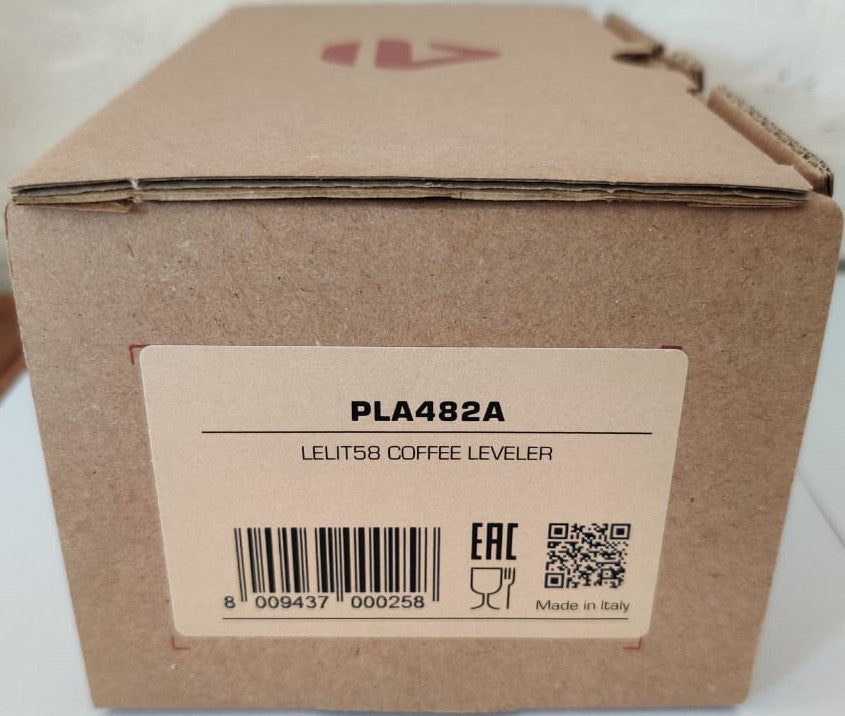 PLA482A
LELIT58 COFFEE LEVELER
EAC
8 009437 000258
Made in Italy